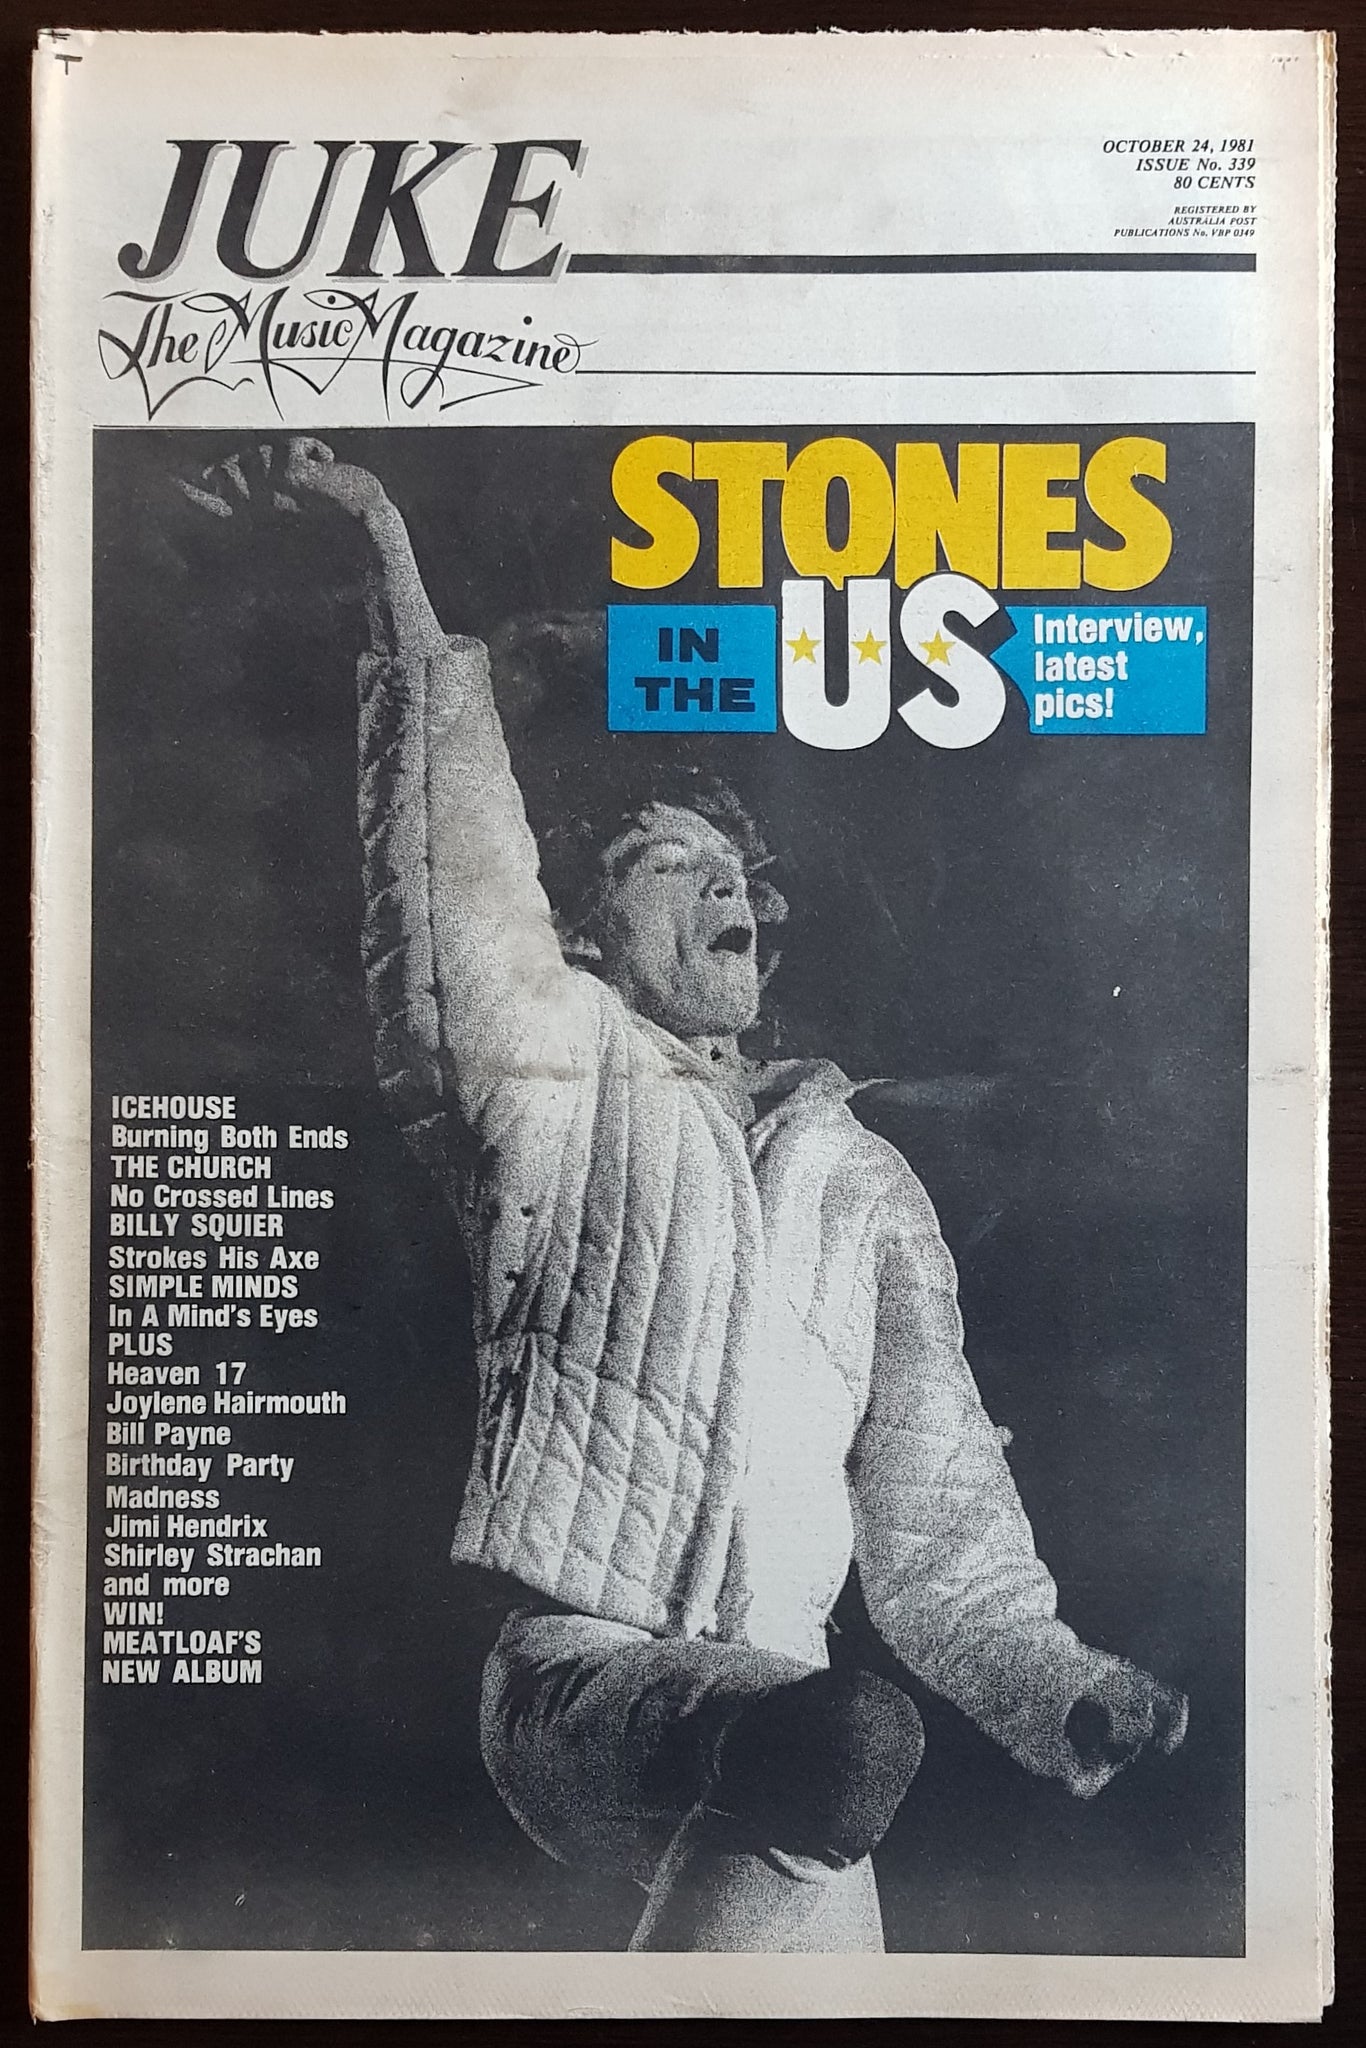 JUKE
The Music Magazine
OCTOBER 24, 1981
ISSUE No. 339
80 CENTS
REGISTERED BY
AUSTRALIA POST
PUBLICATIONS No. VBP 0349
STONES
IN
THE
US
Interview,
latest
pics!
ICEHOUSE
Burning Both Ends
THE CHURCH
No Crossed Lines
BILLY SQUIER
Strokes His Axe
SIMPLE MINDS
In A Mind's Eyes
PLUS
Heaven 17
Joylene Hairmouth
Bill Payne
Birthday Party
Madness
Jimi Hendrix
Shirley Strachan
and more
WIN!
MEATLOAF'S
NEW ALBUM